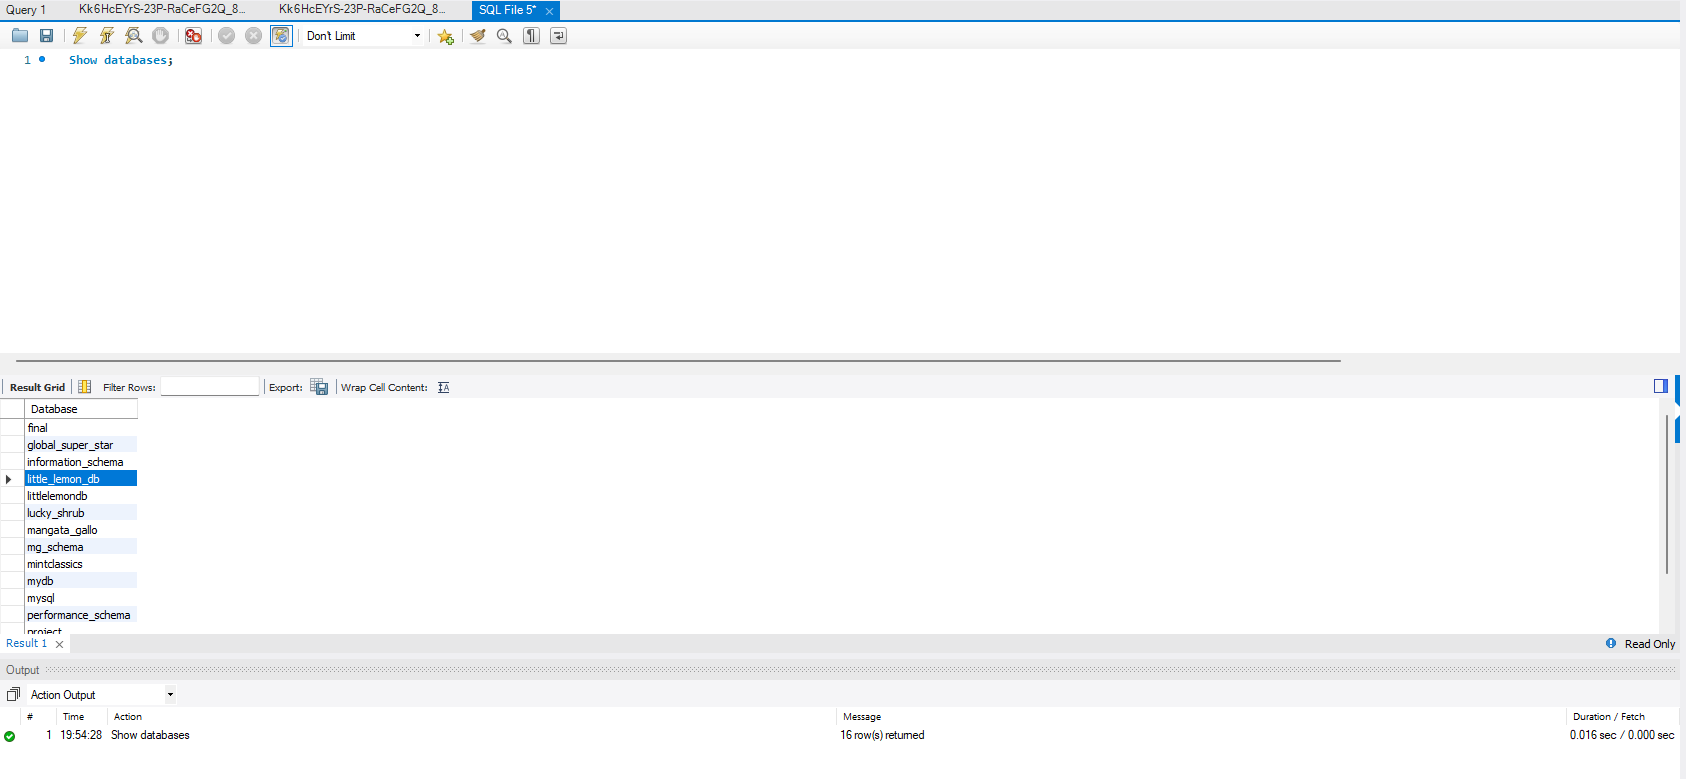 Query 1 Kk6HcEYrS-23P-RaCeFG2Q_8... Kk6HcEYrS-23P-RaCeFG2Q_8... SQL File 5*
Don't Limit
1 Show databases;
Result Grid Filter Rows: Export: Wrap Cell Content:
Database
final
global_super_star
information_schema
little_lemon_db
littlelemondb
lucky_shrub
mangata_gallo
mg_schema
mintclassics
mydb
mysql
performance_schema
project
Result 1 Read Only
Output
Action Output
# Time Action Message Duration / Fetch
1 19:54:28 Show databases 16 row(s) returned 0.016 sec / 0.000 sec